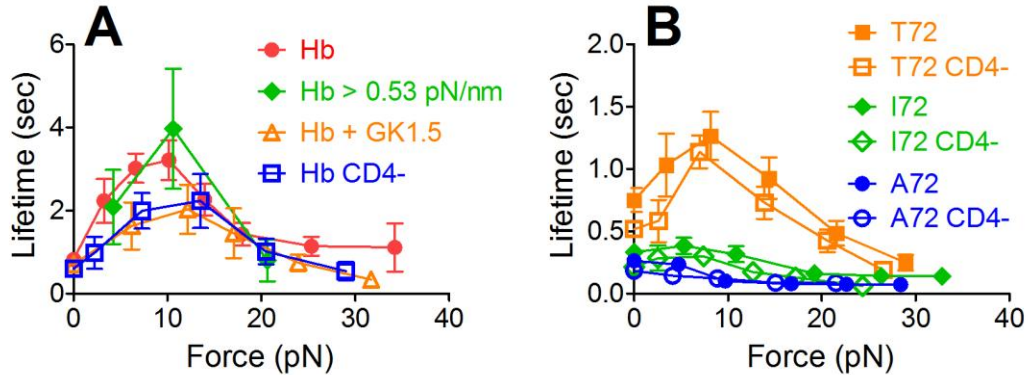 A
Hb
Hb > 0.53 pN/nm
Hb + GK1.5
Hb CD4-
Lifetime (sec)
6
4
2
0
0 10 20 30 40
Force (pN)
B
T72
T72 CD4-
I72
I72 CD4-
A72
A72 CD4-
Lifetime (sec)
2.0
1.5
1.0
0.5
0.0
0 10 20 30 40
Force (pN)